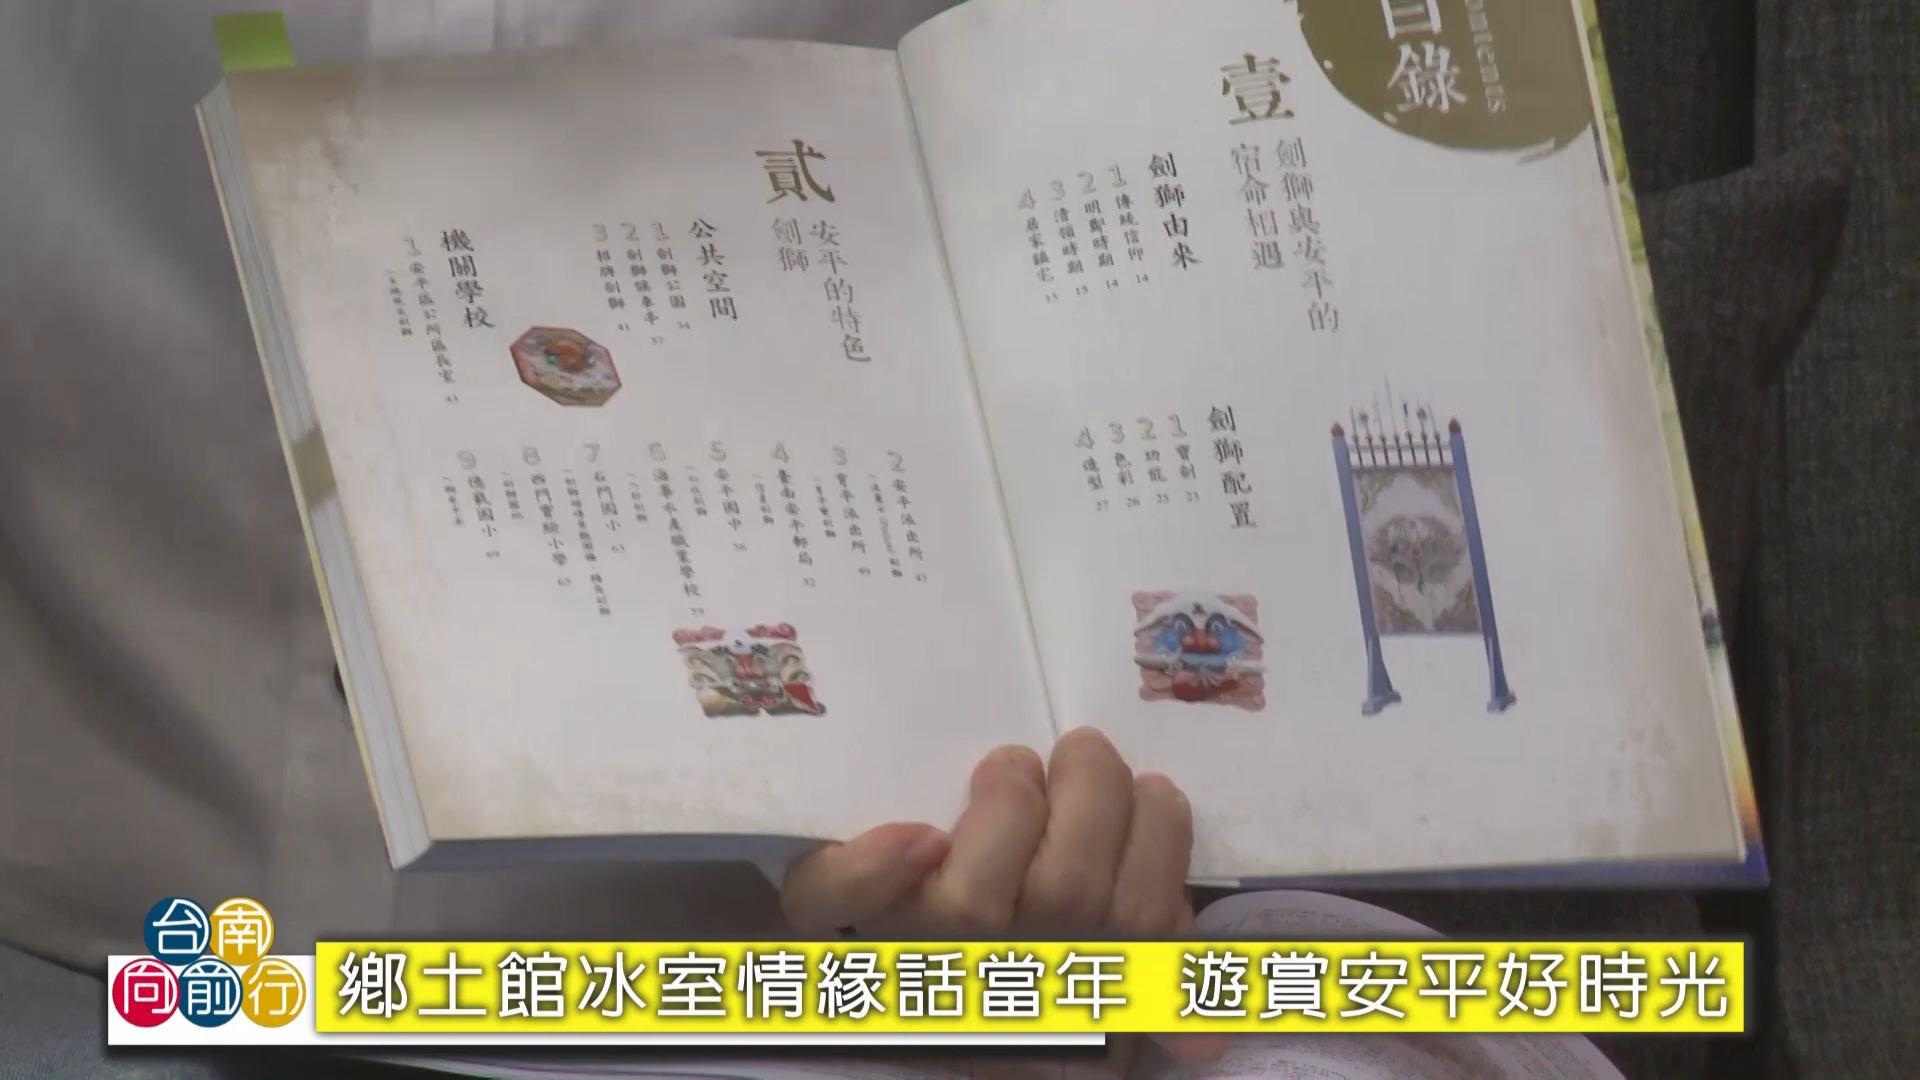 目錄
Contents
壹
劍獅與安平的
宿命相遇
劍獅由來
1 傳統信仰 14
2 明鄭時期 14
3 清領時期 15
4 居家鎮宅 15
劍獅配置
1 寶劍 23
2 功能 25
3 色彩 26
4 造型 27
貳
安平的特色
劍獅
公共空間
1 劍獅公園 34
2 劍獅候車亭 37
3 招牌劍獅 41
機關學校
1 安平區公所區長室 43
2 安平派出所 47
3 育平派出所 49
4 臺南安平郵局 52
5 安平國中 56
6 海事水產職業學校 59
7 石門國小 63
8 西門實驗小學 65
9 億載國小 69
台南
向前行
鄉土館冰室情緣話當年 遊賞安平好時光